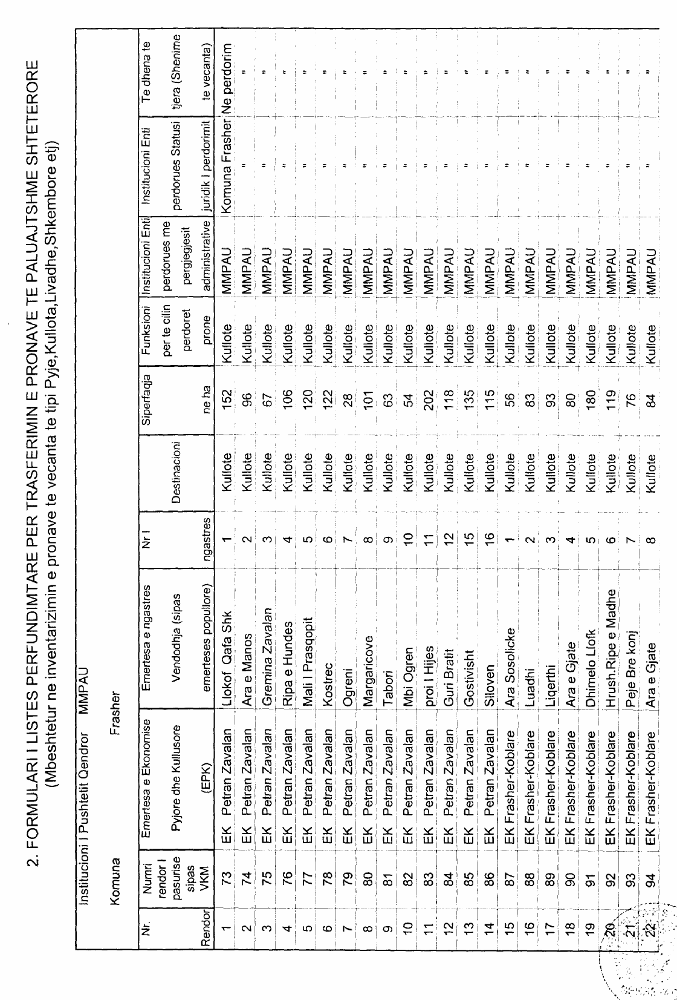 2. FORMULARI I LISTES PERFUNDIMTARE PER TRASFERIMIN E PRONAVE TE PALUAJTSHME SHTETERORE
(Mbeshtetur ne inventarizimin e pronave te vecanta te tipi Pyje,Kullota,Livadhe,Shkembore etj)
Institucioni I Pushtetit Qendror MMPAU
Komuna Frasher
Nr. Rendor | Numri rendor I pasurise sipas VKM | Emertesa e Ekonomise Pyjore dhe Kullusore (EPK) | Emertesa e ngastres Vendodhja (sipas emerteses popullore) | Nr I ngastres | Destinacioni | Siperfaqja ne ha | Funksioni per te cilin perdoret prone | Institucioni Enti perdorues me pergjegjesit administrative | Institucioni Enti perdorues Statusi juridik I perdorimit | Te dhena te tjera (Shenime te vecanta)
1 73 EK Petran Zavalan Llokof Qafa Shk 1 Kullote 152 Kullote MMPAU Komuna Frasher Ne perdorim
2 74 EK Petran Zavalan Ara e Manos 2 Kullote 96 Kullote MMPAU " "
3 75 EK Petran Zavalan Gremina Zavalan 3 Kullote 67 Kullote MMPAU " "
4 76 EK Petran Zavalan Ripa e Hundes 4 Kullote 106 Kullote MMPAU " "
5 77 EK Petran Zavalan Mali I Prasqopit 5 Kullote 120 Kullote MMPAU " "
6 78 EK Petran Zavalan Kostrec 6 Kullote 122 Kullote MMPAU " "
7 79 EK Petran Zavalan Ogreni 7 Kullote 28 Kullote MMPAU " "
8 80 EK Petran Zavalan Margaricove 8 Kullote 101 Kullote MMPAU " "
9 81 EK Petran Zavalan Tabori 9 Kullote 63 Kullote MMPAU " "
10 82 EK Petran Zavalan Mbi Ogren 10 Kullote 54 Kullote MMPAU " "
11 83 EK Petran Zavalan proi I Hijes 11 Kullote 202 Kullote MMPAU " "
12 84 EK Petran Zavalan Guri Bratit 12 Kullote 118 Kullote MMPAU " "
13 85 EK Petran Zavalan Gostivisht 15 Kullote 135 Kullote MMPAU " "
14 86 EK Petran Zavalan Siloven 16 Kullote 115 Kullote MMPAU " "
15 87 EK Frasher-Koblare Ara Sosolicke 1 Kullote 56 Kullote MMPAU " "
16 88 EK Frasher-Koblare Luadhi 2 Kullote 83 Kullote MMPAU " "
17 89 EK Frasher-Koblare Liqerthi 3 Kullote 93 Kullote MMPAU " "
18 90 EK Frasher-Koblare Ara e Gjate 4 Kullote 80 Kullote MMPAU " "
19 91 EK Frasher-Koblare Dhimelo Llofk 5 Kullote 180 Kullote MMPAU " "
20 92 EK Frasher-Koblare Hrush.Ripe e Madhe 6 Kullote 119 Kullote MMPAU " "
21 93 EK Frasher-Koblare Peje Bre konj 7 Kullote 76 Kullote MMPAU " "
22 94 EK Frasher-Koblare Ara e Gjate 8 Kullote 84 Kullote MMPAU " "